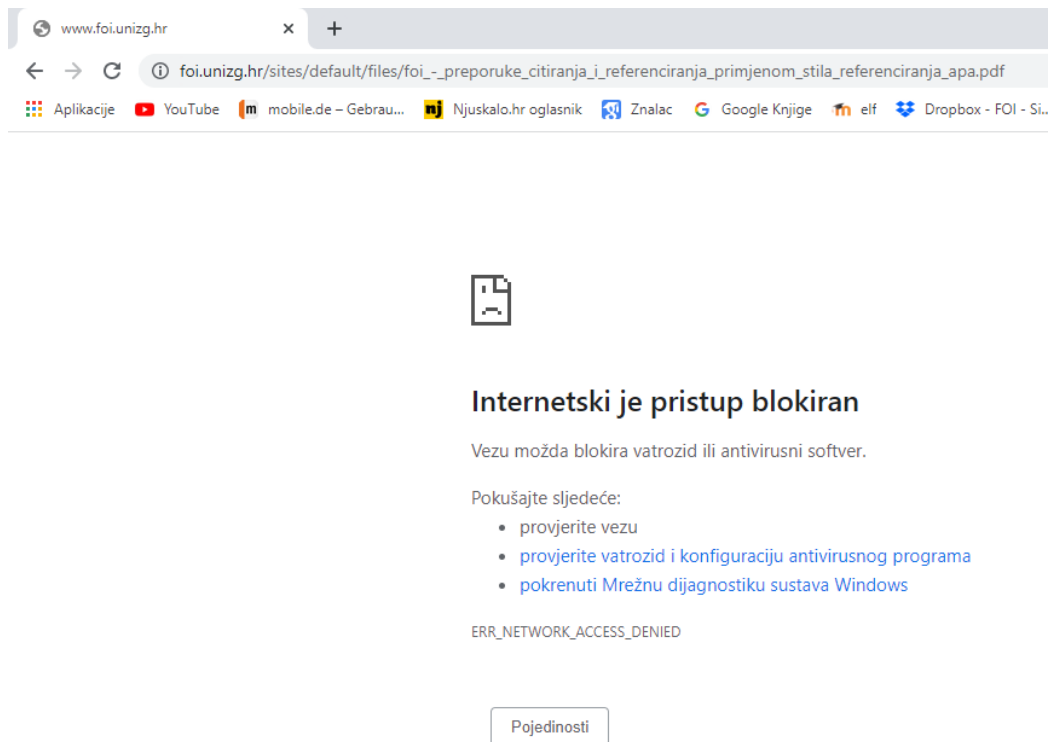 www.foi.unizg.hr
foi.unizg.hr/sites/default/files/foi_-_preporuke_citiranja_i_referenciranja_primjenom_stila_referenciranja_apa.pdf
Aplikacije YouTube mobile.de – Gebrau... nj Njuskalo.hr oglasnik Znalac Google Knjige elf Dropbox - FOI - Si...
Internetski je pristup blokiran
Vezu možda blokira vatrozid ili antivirusni softver.
Pokušajte sljedeće:
• provjerite vezu
• provjerite vatrozid i konfiguraciju antivirusnog programa
• pokrenuti Mrežnu dijagnostiku sustava Windows
ERR_NETWORK_ACCESS_DENIED
Pojedinosti